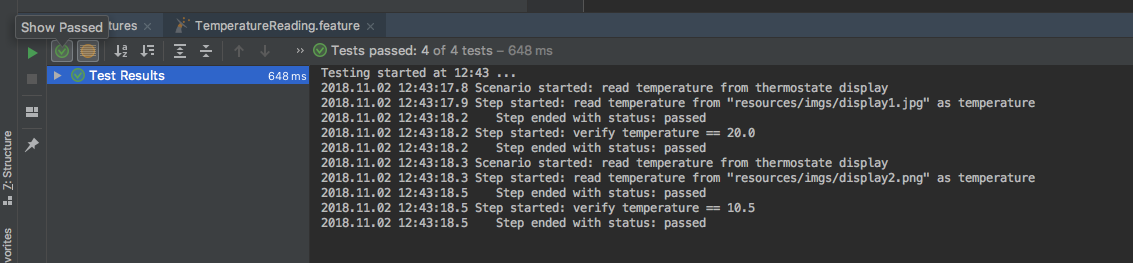 Show Passed
tures
TemperatureReading.feature
Tests passed: 4 of 4 tests – 648 ms
Test Results
648 ms
Testing started at 12:43 ...
2018.11.02 12:43:17.8 Scenario started: read temperature from thermostate display
2018.11.02 12:43:17.9 Step started: read temperature from "resources/imgs/display1.jpg" as temperature
2018.11.02 12:43:18.2    Step ended with status: passed
2018.11.02 12:43:18.2 Step started: verify temperature == 20.0
2018.11.02 12:43:18.2    Step ended with status: passed
2018.11.02 12:43:18.3 Scenario started: read temperature from thermostate display
2018.11.02 12:43:18.3 Step started: read temperature from "resources/imgs/display2.png" as temperature
2018.11.02 12:43:18.5    Step ended with status: passed
2018.11.02 12:43:18.5 Step started: verify temperature == 10.5
2018.11.02 12:43:18.5    Step ended with status: passed
Z: Structure
vorites